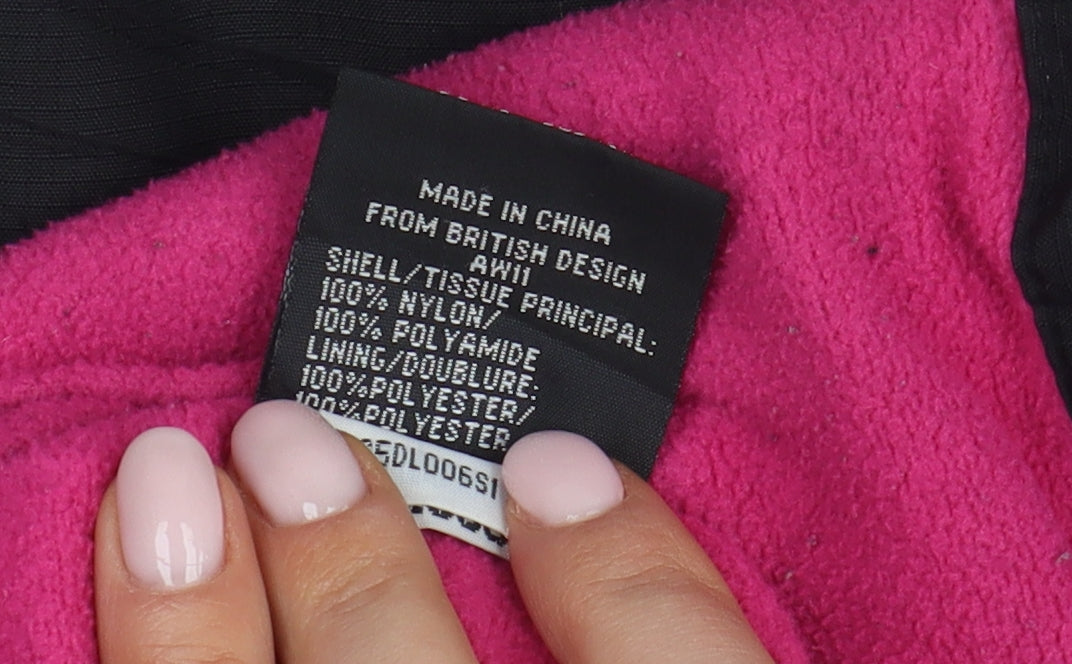 MADE IN CHINA
FROM BRITISH DESIGN
AW11
SHELL/TISSUE PRINCIPAL:
100% NYLON/
100% POLYAMIDE
LINING/DOUBLURE:
100%POLYESTER/
100%POLYESTER
5DL006S1